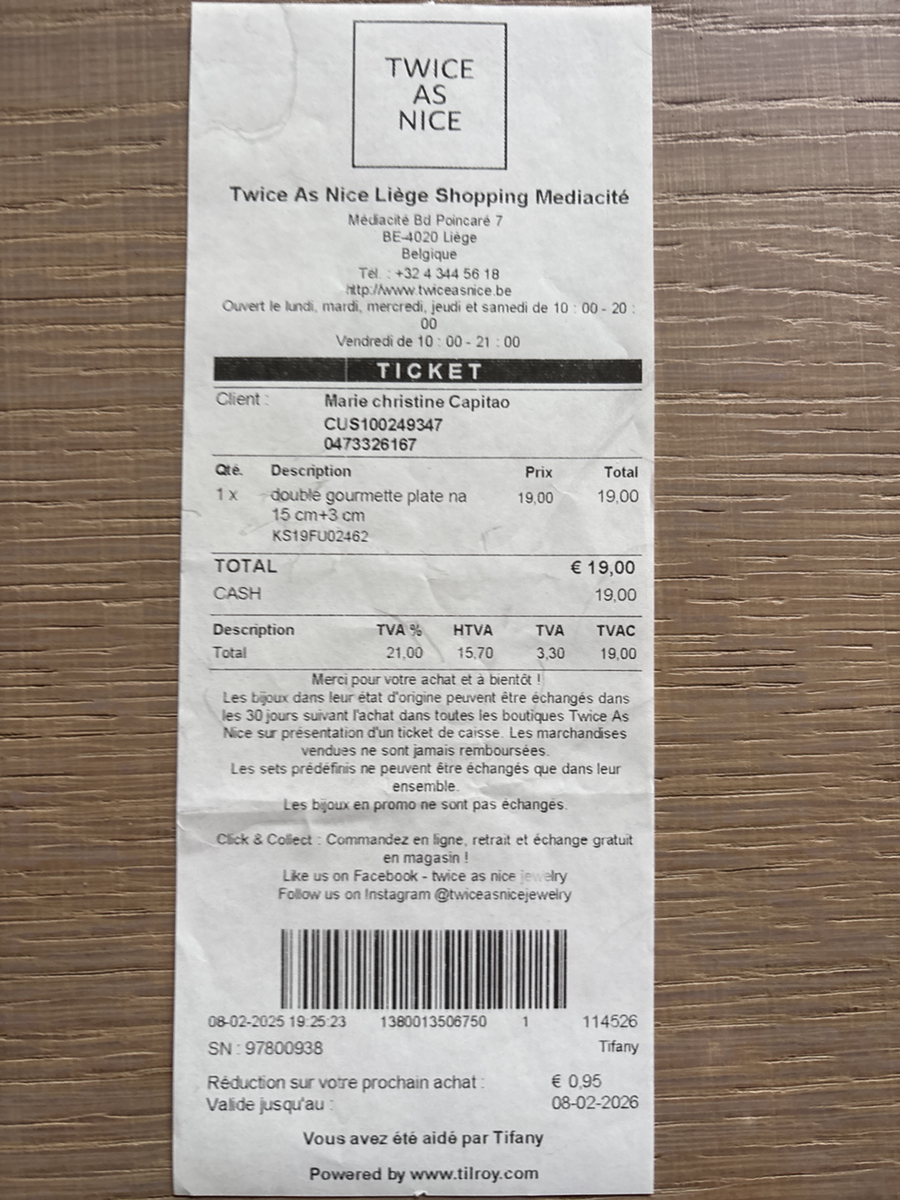 TWICE
AS
NICE
Twice As Nice Liège Shopping Mediacité
Médiacité Bd Poincaré 7
BE-4020 Liège
Belgique
Tél. : +32 4 344 56 18
http://www.twiceasnice.be
Ouvert le lundi, mardi, mercredi, jeudi et samedi de 10 : 00 - 20 :
00
Vendredi de 10 : 00 - 21 : 00
TICKET
Client : Marie christine Capitao
CUS100249347
0473326167
Qté. Description Prix Total
1 x double gourmette plate na 19,00 19,00
15 cm+3 cm
KS19FU02462
TOTAL € 19,00
CASH 19,00
Description TVA % HTVA TVA TVAC
Total 21,00 15,70 3,30 19,00
Merci pour votre achat et à bientôt !
Les bijoux dans leur état d'origine peuvent être échangés dans
les 30 jours suivant l'achat dans toutes les boutiques Twice As
Nice sur présentation d'un ticket de caisse. Les marchandises
vendues ne sont jamais remboursées.
Les sets prédéfinis ne peuvent être échangés que dans leur
ensemble.
Les bijoux en promo ne sont pas échangés.
Click & Collect : Commandez en ligne, retrait et échange gratuit
en magasin !
Like us on Facebook - twice as nice jewelry
Follow us on Instagram @twiceasnicejewelry
08-02-2025 19:25:23 1380013506750 1 114526
SN : 97800938 Tifany
Réduction sur votre prochain achat : € 0,95
Valide jusqu'au : 08-02-2026
Vous avez été aidé par Tifany
Powered by www.tilroy.com